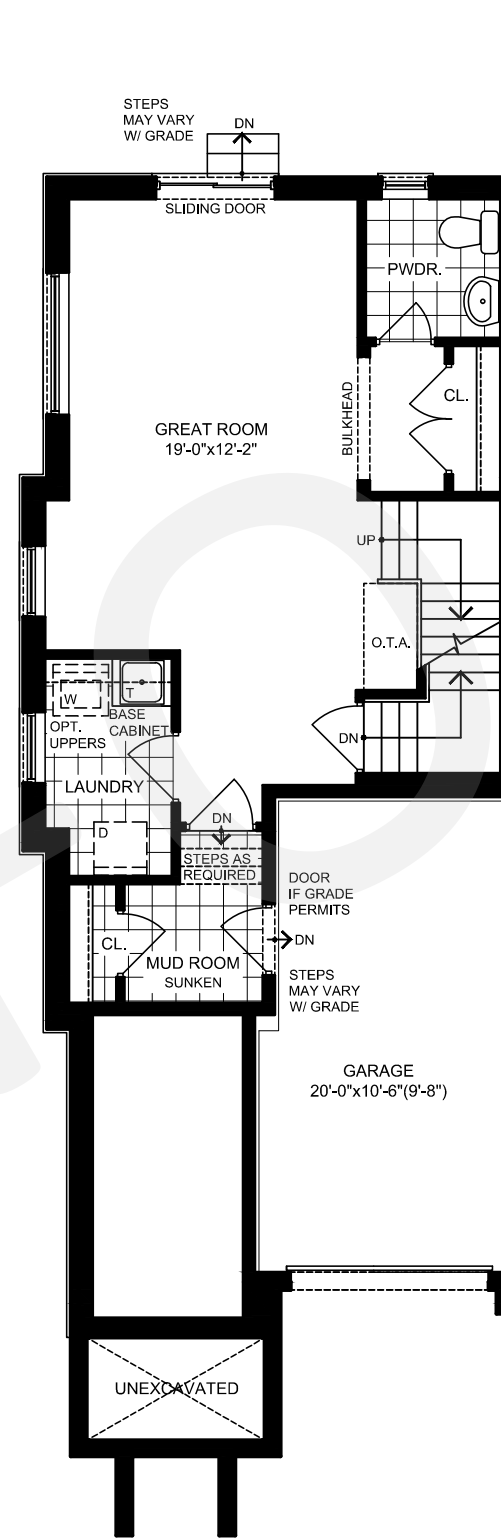 STEPS
MAY VARY
W/ GRADE
DN
SLIDING DOOR
PWDR.
BULKHEAD
CL.
GREAT ROOM
19'-0"x12'-2"
UP
O.T.A.
W
T
OPT.
UPPERS
BASE
CABINET
DN
LAUNDRY
D
DN
STEPS AS
REQUIRED
DOOR
IF GRADE
PERMITS
CL.
DN
MUD ROOM
SUNKEN
STEPS
MAY VARY
W/ GRADE
GARAGE
20'-0"x10'-6"(9'-8")
UNEXCAVATED